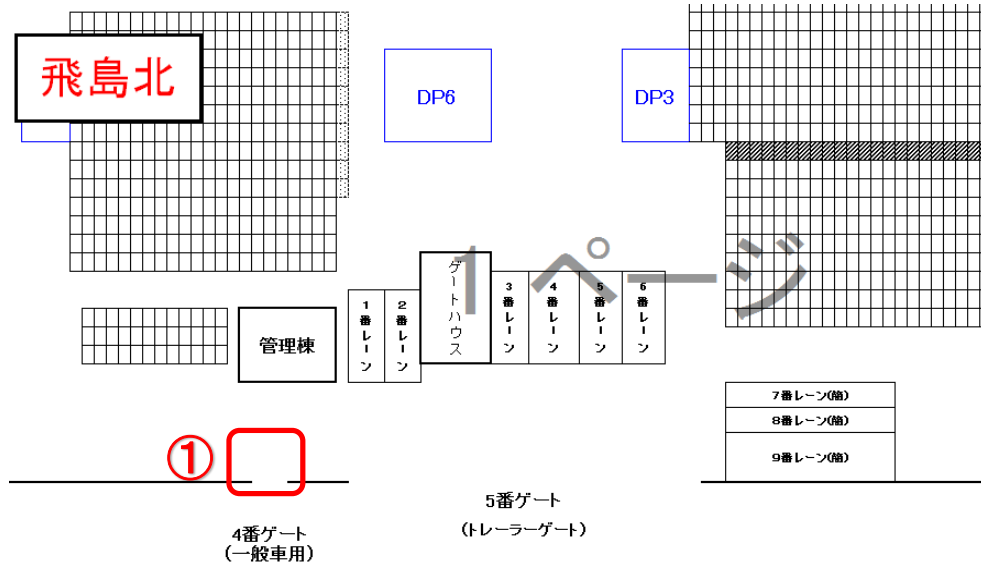 飛島北
DP6
DP3
1 ページ
ゲートハウス
1番レーン
2番レーン
3番レーン
4番レーン
5番レーン
6番レーン
管理棟
7番レーン(簡)
8番レーン(簡)
9番レーン(簡)
①
5番ゲート
(トレーラーゲート)
4番ゲート
(一般車用)